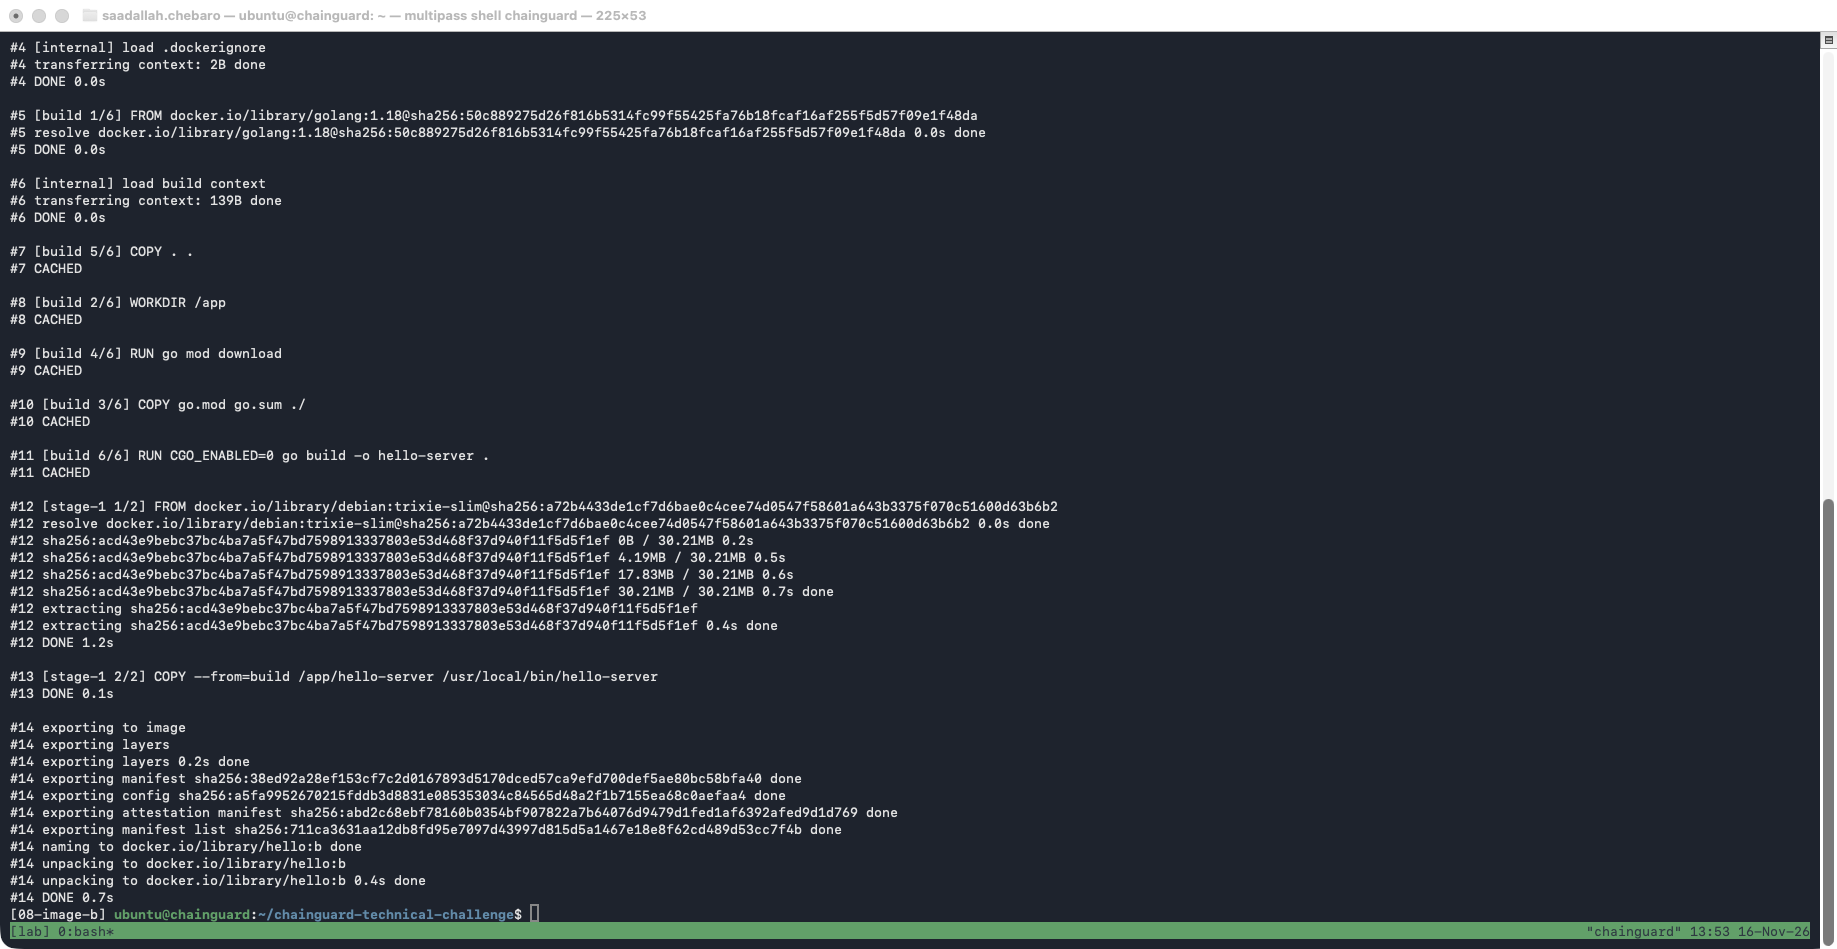 saadallah.chebaro — ubuntu@chainguard: ~ — multipass shell chainguard — 225×53
#4 [internal] load .dockerignore
#4 transferring context: 2B done
#4 DONE 0.0s
#5 [build 1/6] FROM docker.io/library/golang:1.18@sha256:50c889275d26f816b5314fc99f55425fa76b18fcaf16af255f5d57f09e1f48da
#5 resolve docker.io/library/golang:1.18@sha256:50c889275d26f816b5314fc99f55425fa76b18fcaf16af255f5d57f09e1f48da 0.0s done
#5 DONE 0.0s
#6 [internal] load build context
#6 transferring context: 139B done
#6 DONE 0.0s
#7 [build 5/6] COPY . .
#7 CACHED
#8 [build 2/6] WORKDIR /app
#8 CACHED
#9 [build 4/6] RUN go mod download
#9 CACHED
#10 [build 3/6] COPY go.mod go.sum ./
#10 CACHED
#11 [build 6/6] RUN CGO_ENABLED=0 go build -o hello-server .
#11 CACHED
#12 [stage-1 1/2] FROM docker.io/library/debian:trixie-slim@sha256:a72b4433de1cf7d6bae0c4cee74d0547f58601a643b3375f070c51600d63b6b2
#12 resolve docker.io/library/debian:trixie-slim@sha256:a72b4433de1cf7d6bae0c4cee74d0547f58601a643b3375f070c51600d63b6b2 0.0s done
#12 sha256:acd43e9bebc37bc4ba7a5f47bd7598913337803e53d468f37d940f11f5d5f1ef 0B / 30.21MB 0.2s
#12 sha256:acd43e9bebc37bc4ba7a5f47bd7598913337803e53d468f37d940f11f5d5f1ef 4.19MB / 30.21MB 0.5s
#12 sha256:acd43e9bebc37bc4ba7a5f47bd7598913337803e53d468f37d940f11f5d5f1ef 17.83MB / 30.21MB 0.6s
#12 sha256:acd43e9bebc37bc4ba7a5f47bd7598913337803e53d468f37d940f11f5d5f1ef 30.21MB / 30.21MB 0.7s done
#12 extracting sha256:acd43e9bebc37bc4ba7a5f47bd7598913337803e53d468f37d940f11f5d5f1ef
#12 extracting sha256:acd43e9bebc37bc4ba7a5f47bd7598913337803e53d468f37d940f11f5d5f1ef 0.4s done
#12 DONE 1.2s
#13 [stage-1 2/2] COPY --from=build /app/hello-server /usr/local/bin/hello-server
#13 DONE 0.1s
#14 exporting to image
#14 exporting layers
#14 exporting layers 0.2s done
#14 exporting manifest sha256:38ed92a28ef153cf7c2d0167893d5170dced57ca9efd700def5ae80bc58bfa40 done
#14 exporting config sha256:a5fa9952670215fddb3d8831e085353034c84565d48a2f1b7155ea68c0aefaa4 done
#14 exporting attestation manifest sha256:abd2c68ebf78160b0354bf907822a7b64076d9479d1fed1af6392afed9d1d769 done
#14 exporting manifest list sha256:711ca3631aa12db8fd95e7097d43997d815d5a1467e18e8f62cd489d53cc7f4b done
#14 naming to docker.io/library/hello:b done
#14 unpacking to docker.io/library/hello:b
#14 unpacking to docker.io/library/hello:b 0.4s done
#14 DONE 0.7s
[08-image-b] ubuntu@chainguard:~/chainguard-technical-challenge$
[lab] 0:bash* "chainguard" 13:53 16-Nov-26